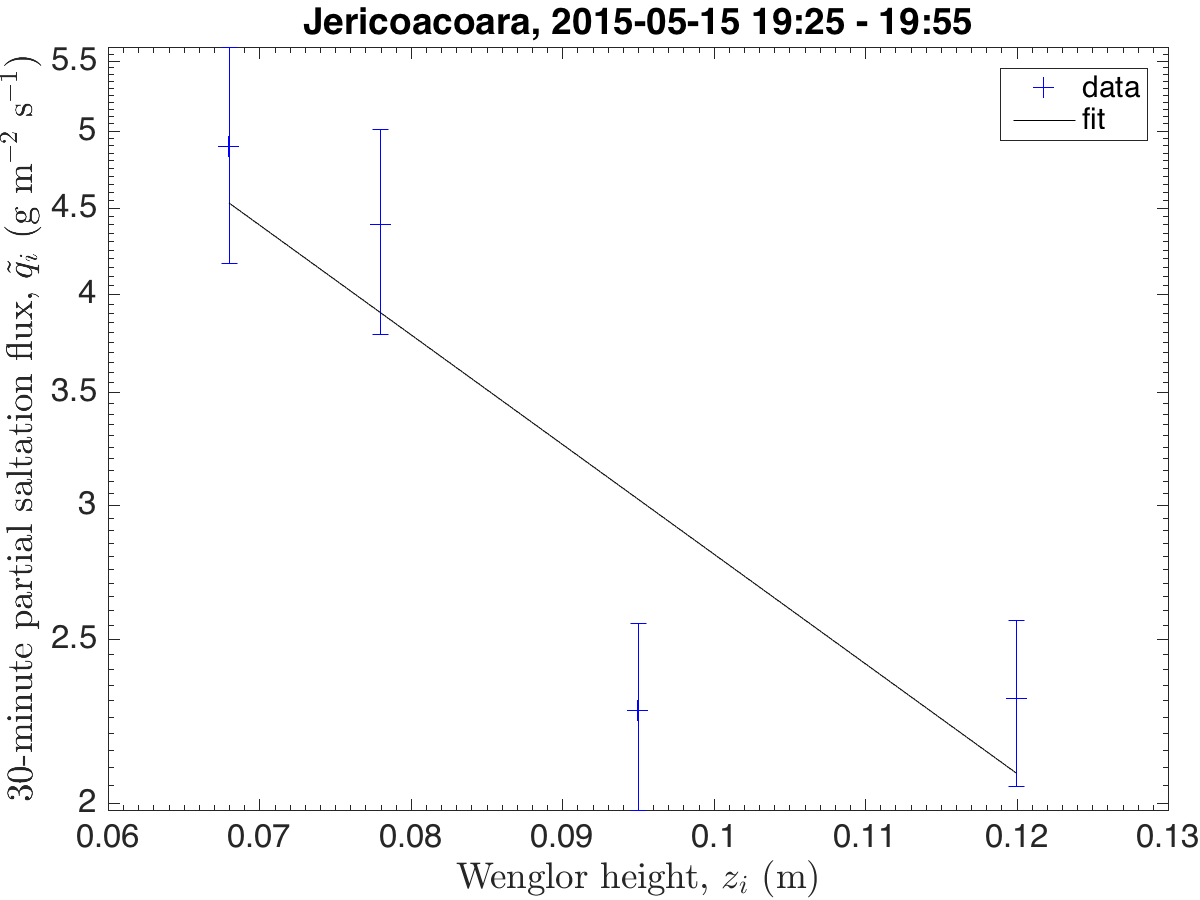 Jericoacoara, 2015-05-15 19:25 - 19:55
30-minute partial saltation flux, q̃ᵢ (g m⁻² s⁻¹)
5.5
5
4.5
4
3.5
3
2.5
2
data
fit
0.06 0.07 0.08 0.09 0.1 0.11 0.12 0.13
Wenglor height, zᵢ (m)